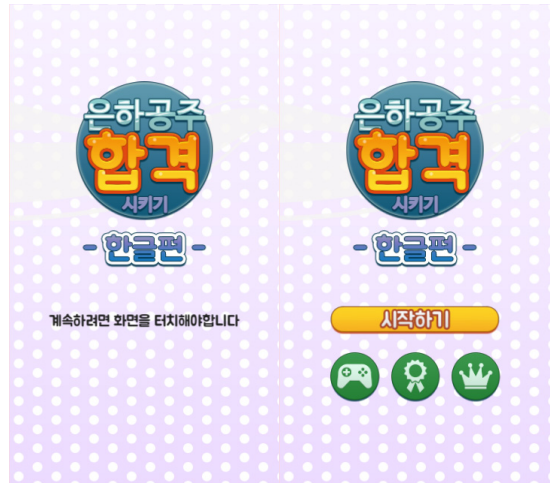 은하공주
합격
시키기
- 한글편 -
계속하려면 화면을 터치해야합니다
은하공주
합격
시키기
- 한글편 -
시작하기